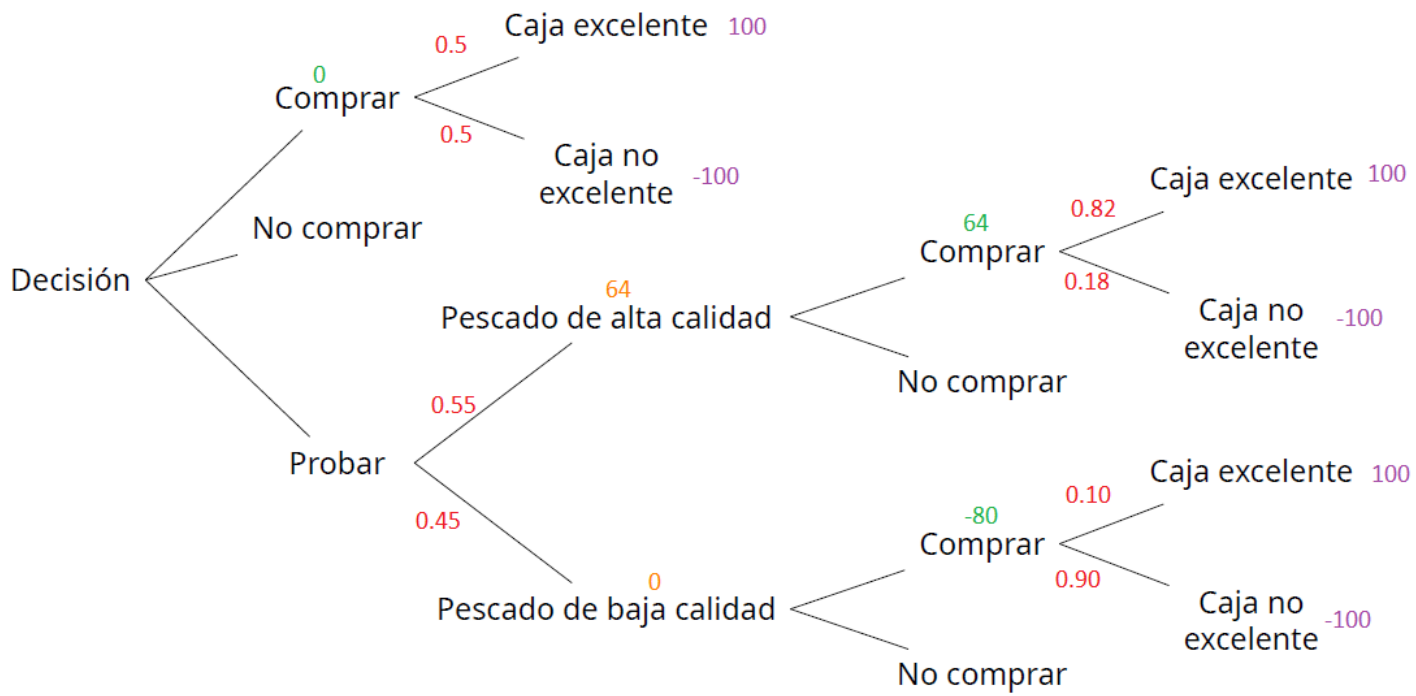 Caja excelente 100
0.5
0
Comprar
0.5
Caja no
excelente -100
Caja excelente 100
0.82
No comprar
64
Comprar
Decisión
0.18
64
Pescado de alta calidad
Caja no
excelente -100
No comprar
0.55
Probar
Caja excelente 100
0.10
0.45
-80
Comprar
0.90
0
Pescado de baja calidad
Caja no
excelente -100
No comprar